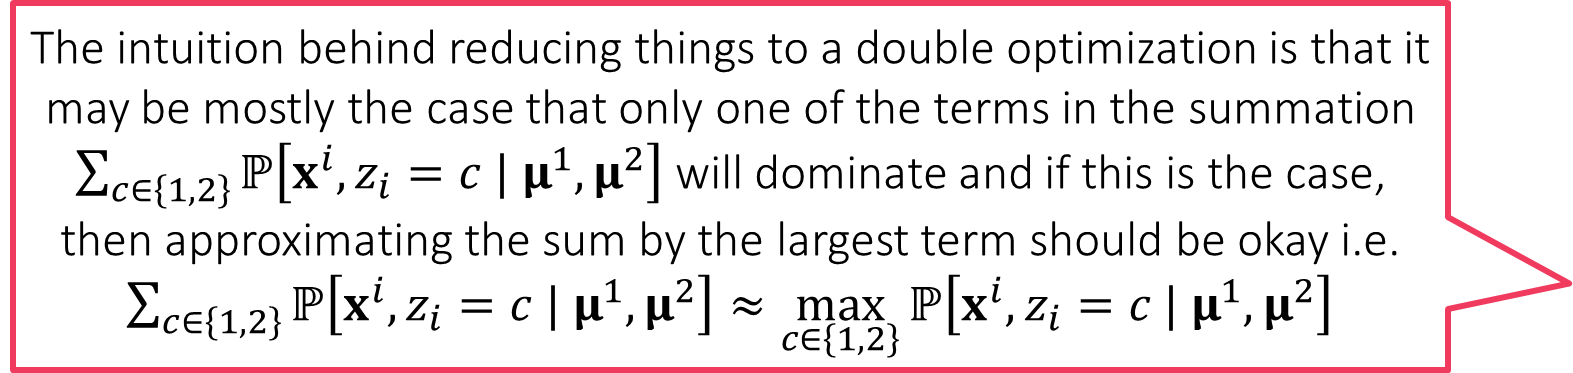 The intuition behind reducing things to a double optimization is that it
may be mostly the case that only one of the terms in the summation
∑_{c∈{1,2}} ℙ[𝐱^i, z_i = c | 𝛍^1, 𝛍^2] will dominate and if this is the case,
then approximating the sum by the largest term should be okay i.e.
∑_{c∈{1,2}} ℙ[𝐱^i, z_i = c | 𝛍^1, 𝛍^2] ≈ max_{c∈{1,2}} ℙ[𝐱^i, z_i = c | 𝛍^1, 𝛍^2]